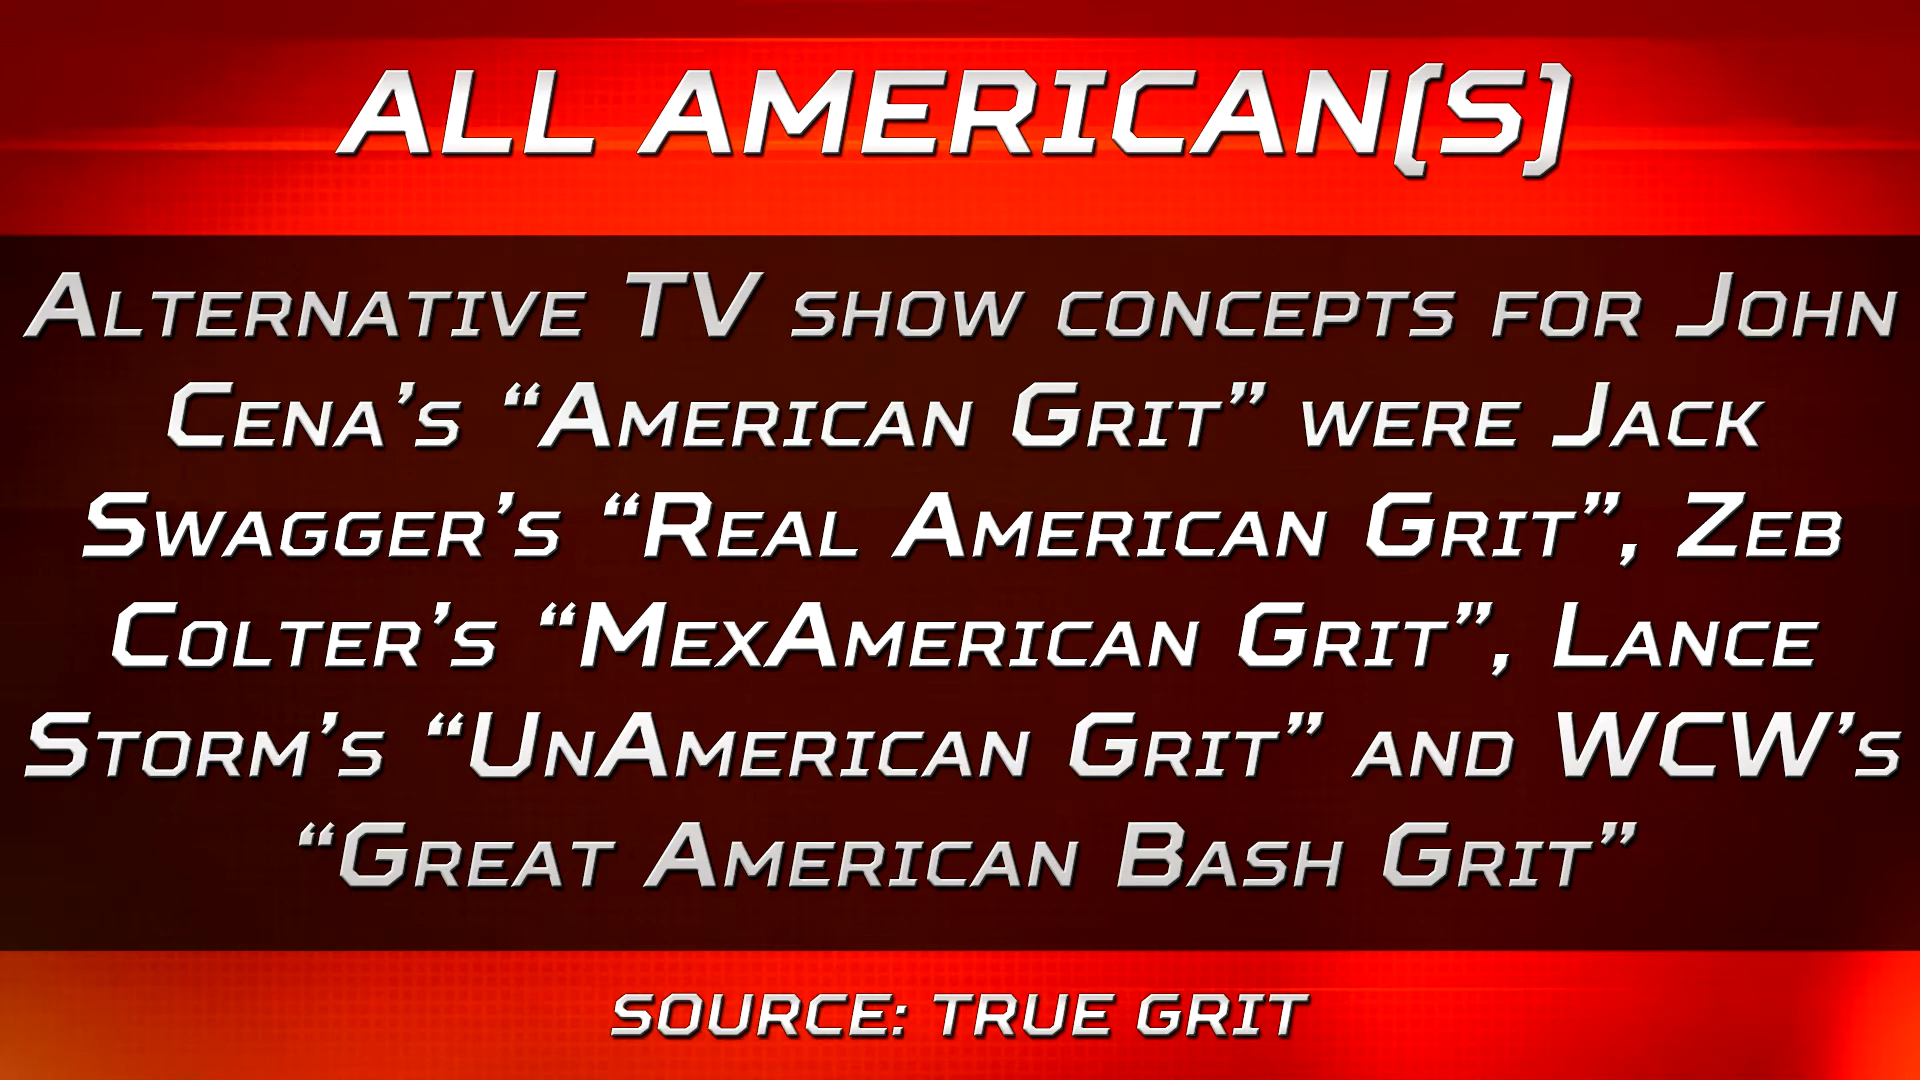 ALL AMERICAN(S)
ALTERNATIVE TV SHOW CONCEPTS FOR JOHN
CENA’S “AMERICAN GRIT” WERE JACK
SWAGGER’S “REAL AMERICAN GRIT”, ZEB
COLTER’S “MEXAMERICAN GRIT”, LANCE
STORM’S “UNAMERICAN GRIT” AND WCW’S
“GREAT AMERICAN BASH GRIT”
SOURCE: TRUE GRIT